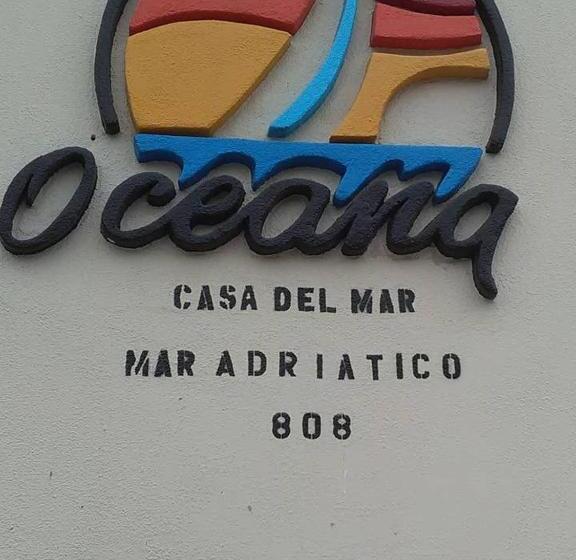 Oceana
CASA DEL MAR
MAR ADRIATICO
808